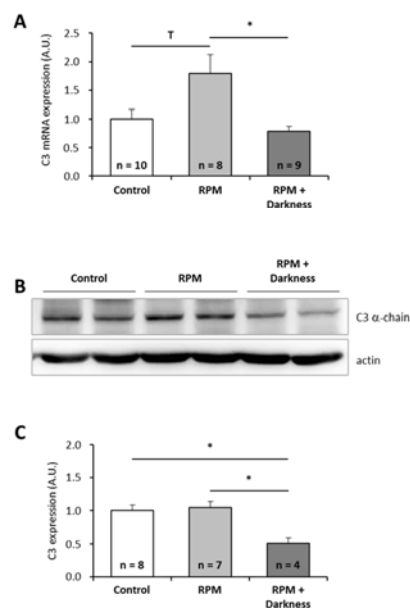 A
C3 mRNA expression (A.U.)
2.5
2.0
1.5
1.0
0.5
0.0
T
*
n = 10
n = 8
n = 9
Control
RPM
RPM +
Darkness
B
Control
RPM
RPM +
Darkness
C3 α-chain
actin
C
C3 expression (A.U.)
2.0
1.5
1.0
0.5
0.0
*
*
n = 8
n = 7
n = 4
Control
RPM
RPM +
Darkness